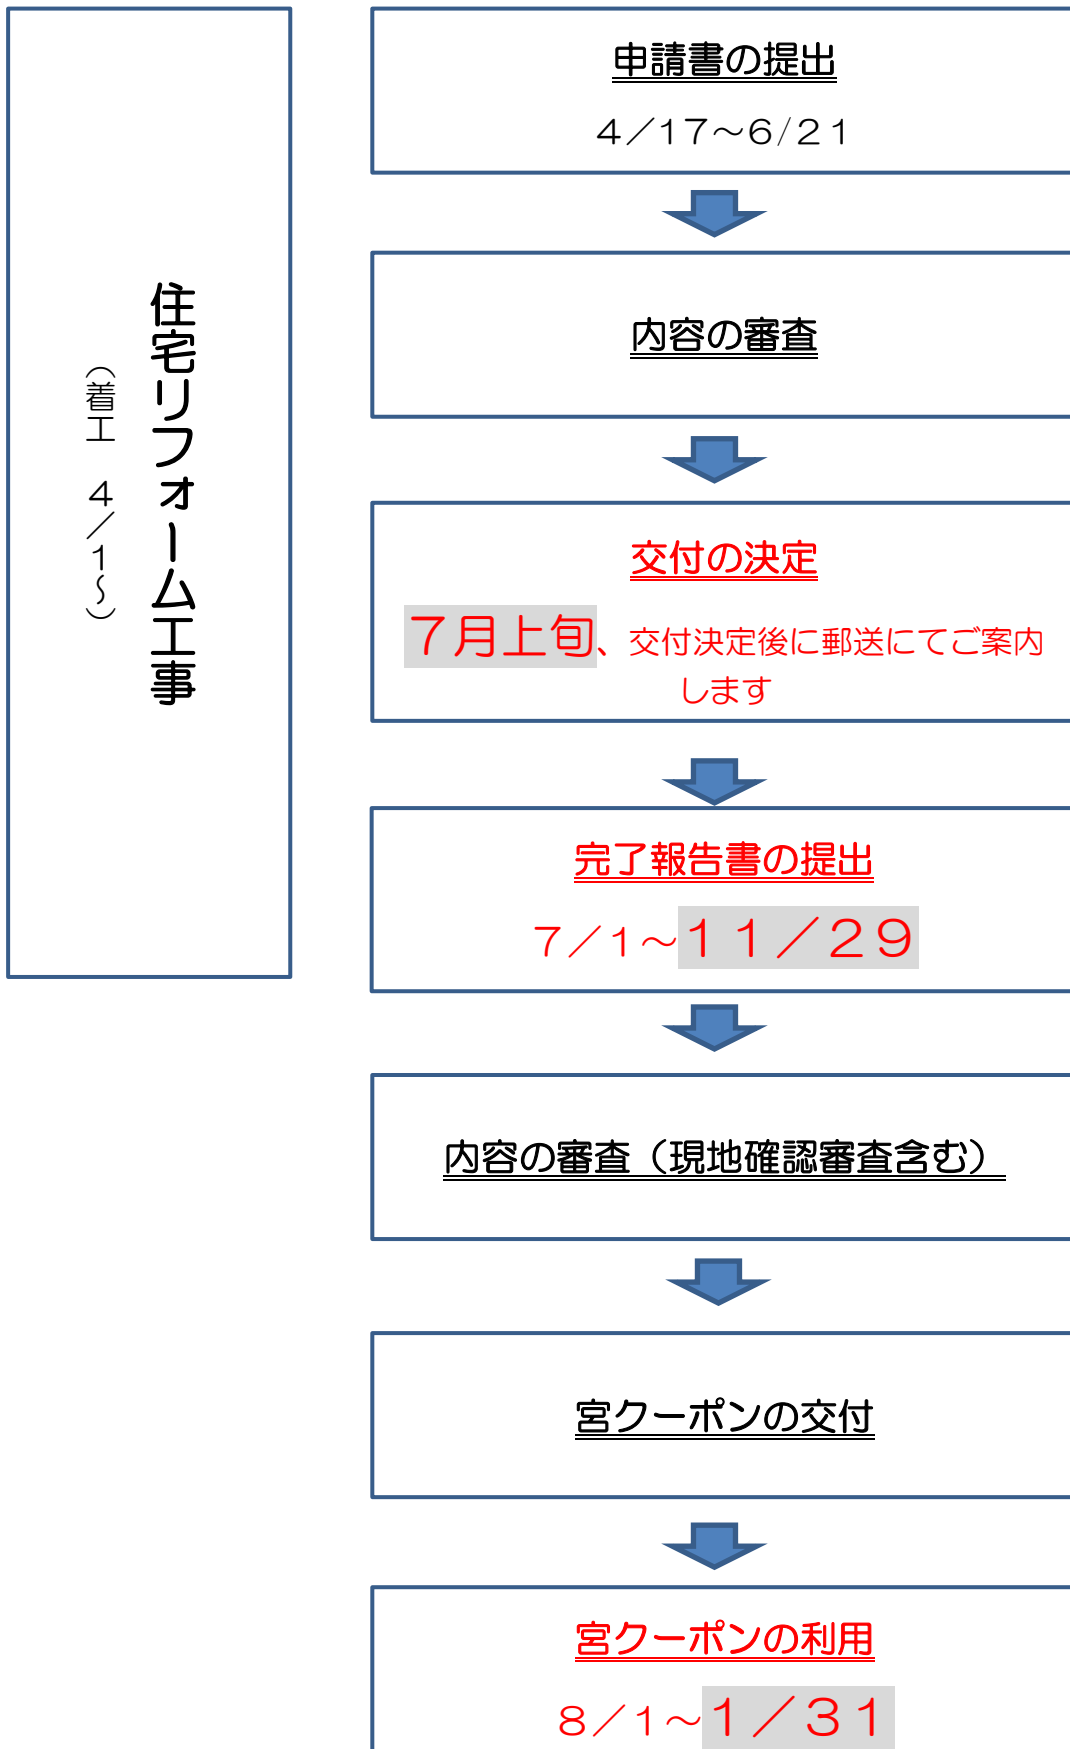 住宅リフォーム工事
（着工　４／１～）
申請書の提出
４／１７～６/２１
内容の審査
交付の決定
７月上旬、交付決定後に郵送にてご案内
します
完了報告書の提出
７／１～１１／２９
内容の審査（現地確認審査含む）
宮クーポンの交付
宮クーポンの利用
８／１～１／３１